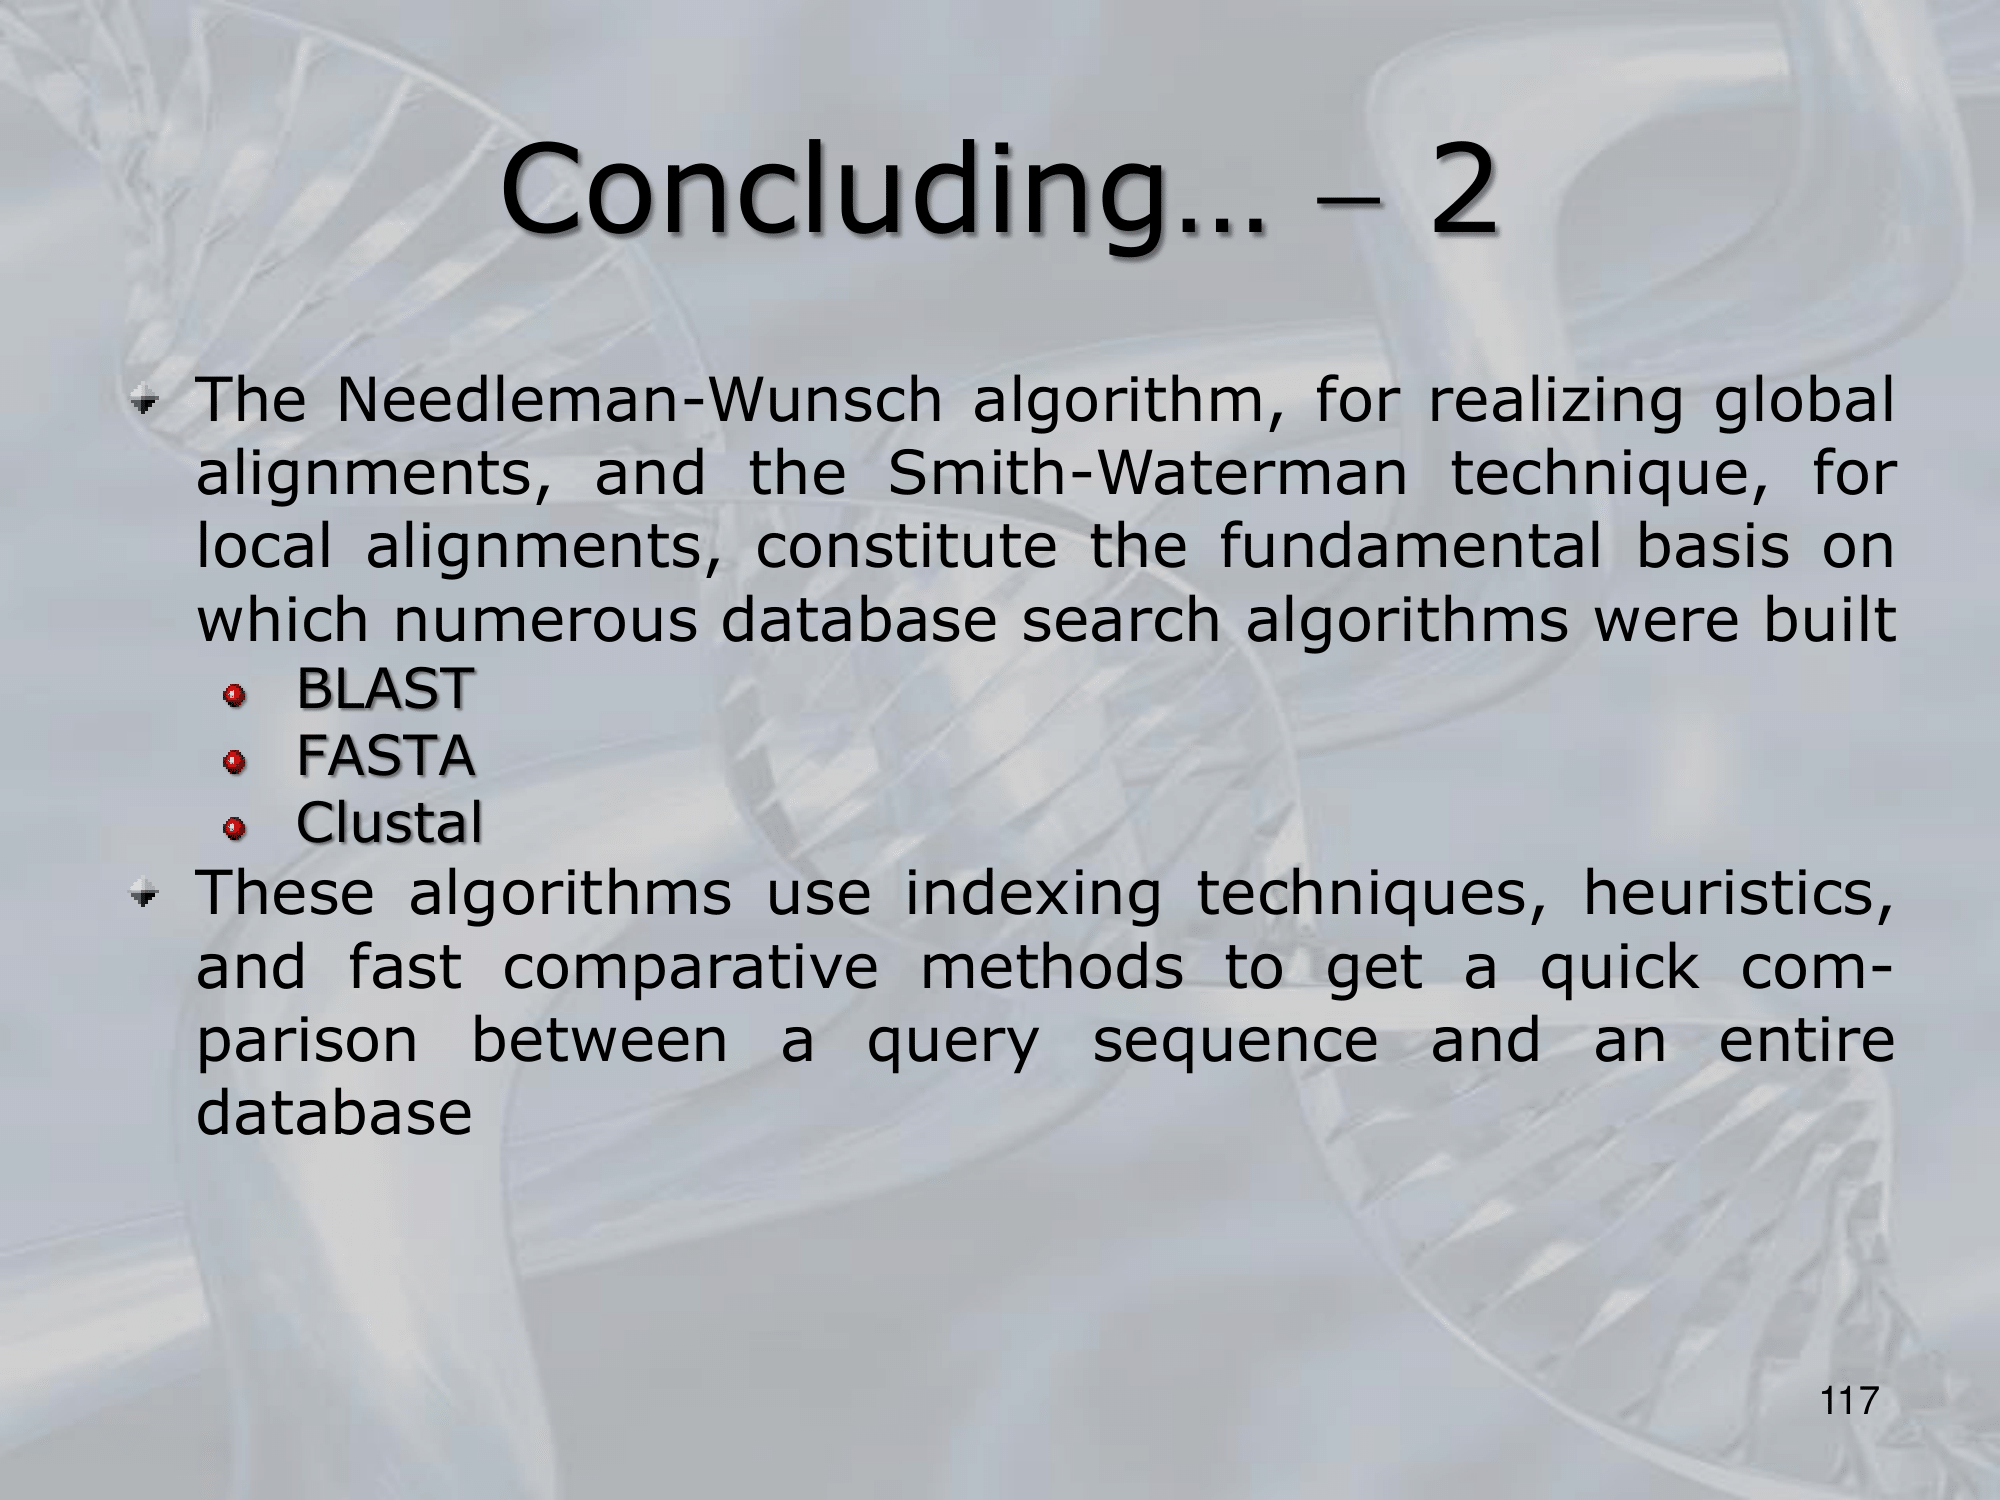 Concluding… – 2
The Needleman-Wunsch algorithm, for realizing global
alignments, and the Smith-Waterman technique, for
local alignments, constitute the fundamental basis on
which numerous database search algorithms were built
BLAST
FASTA
Clustal
These algorithms use indexing techniques, heuristics,
and fast comparative methods to get a quick com-
parison between a query sequence and an entire
database
117